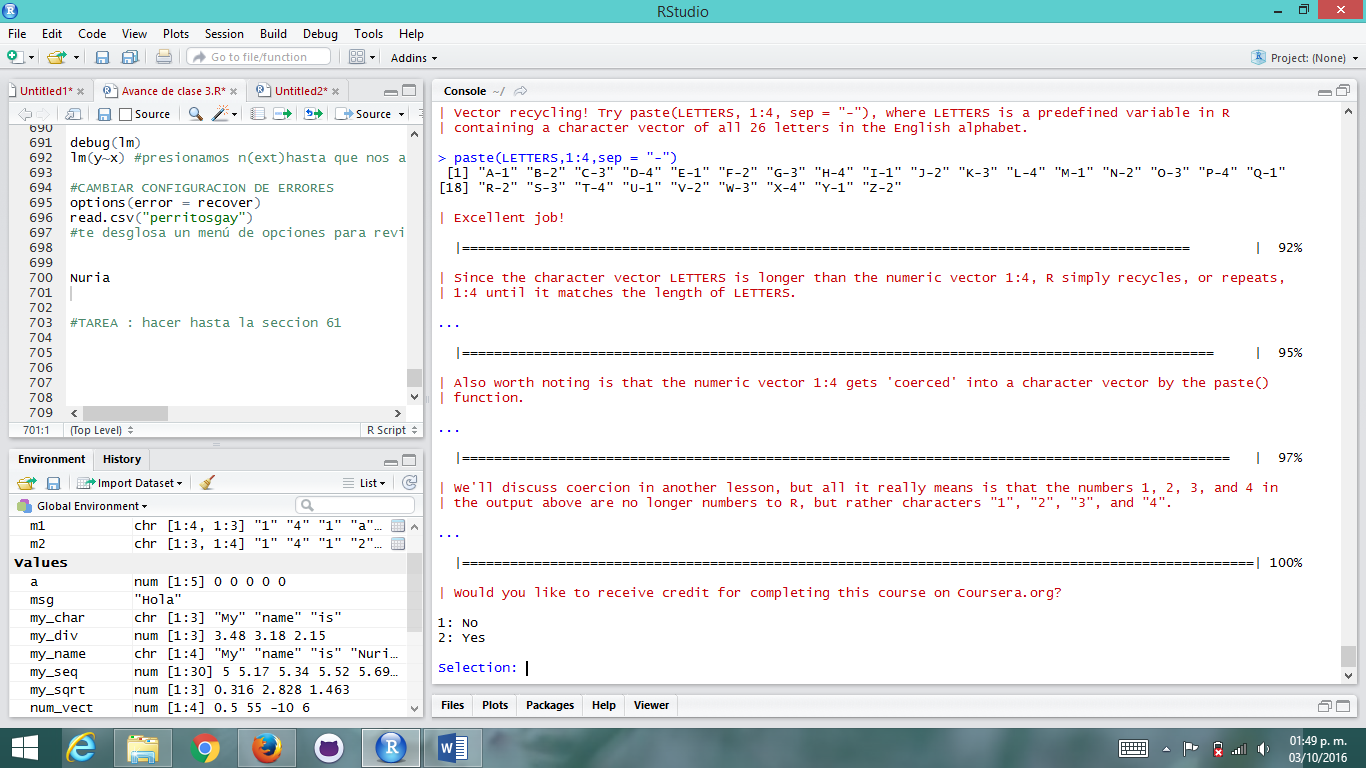 RStudio
File Edit Code View Plots Session Build Debug Tools Help
Go to file/function Addins Project: (None)
Untitled1* Avance de clase 3.R* Untitled2*
Source Source
690
691 debug(lm)
692 lm(y~x) #presionamos n(ext)hasta que nos a
693
694 #CAMBIAR CONFIGURACION DE ERRORES
695 options(error = recover)
696 read.csv("perritosgay")
697 #te desglosa un menú de opciones para revi
698
699
700 Nuria
701
702
703 #TAREA : hacer hasta la seccion 61
704
705
706
707
708
709
701:1 (Top Level) R Script
Environment History
Import Dataset List
Global Environment
m1 chr [1:4, 1:3] "1" "4" "1" "a"…
m2 chr [1:3, 1:4] "1" "4" "1" "2"…
Values
a num [1:5] 0 0 0 0 0
msg "Hola"
my_char chr [1:3] "My" "name" "is"
my_div num [1:3] 3.48 3.18 2.15
my_name chr [1:4] "My" "name" "is" "Nuri…
my_seq num [1:30] 5 5.17 5.34 5.52 5.69…
my_sqrt num [1:3] 0.316 2.828 1.463
num_vect num [1:4] 0.5 55 -10 6
Console ~/
| Vector recycling! Try paste(LETTERS, 1:4, sep = "-"), where LETTERS is a predefined variable in R
| containing a character vector of all 26 letters in the English alphabet.
> paste(LETTERS,1:4,sep = "-")
[1] "A-1" "B-2" "C-3" "D-4" "E-1" "F-2" "G-3" "H-4" "I-1" "J-2" "K-3" "L-4" "M-1" "N-2" "O-3" "P-4" "Q-1"
[18] "R-2" "S-3" "T-4" "U-1" "V-2" "W-3" "X-4" "Y-1" "Z-2"
| Excellent job!
|===========================================================================================        |  92%
| Since the character vector LETTERS is longer than the numeric vector 1:4, R simply recycles, or repeats,
| 1:4 until it matches the length of LETTERS.
...
|==============================================================================================     |  95%
| Also worth noting is that the numeric vector 1:4 gets 'coerced' into a character vector by the paste()
| function.
...
|================================================================================================   |  97%
| We'll discuss coercion in another lesson, but all it really means is that the numbers 1, 2, 3, and 4 in
| the output above are no longer numbers to R, but rather characters "1", "2", "3", and "4".
...
|===================================================================================================| 100%
| Would you like to receive credit for completing this course on Coursera.org?
1: No
2: Yes
Selection:
Files Plots Packages Help Viewer
01:49 p. m.
03/10/2016